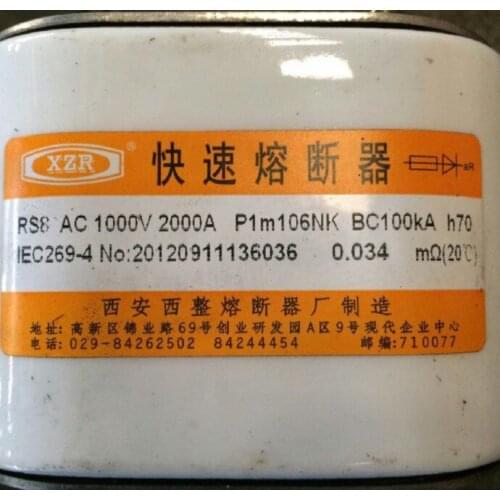 XZR® 快速熔断器 aR
RS8 AC 1000V 2000A P1m106NK BC100kA h70
IEC269-4 No:20120911136036 0.034 mΩ(20℃)
西安西整熔断器厂制造
地址: 高新区锦业路69号创业研发园A区9号现代企业中心
电话: 029-84262502 84244454 邮编:710077